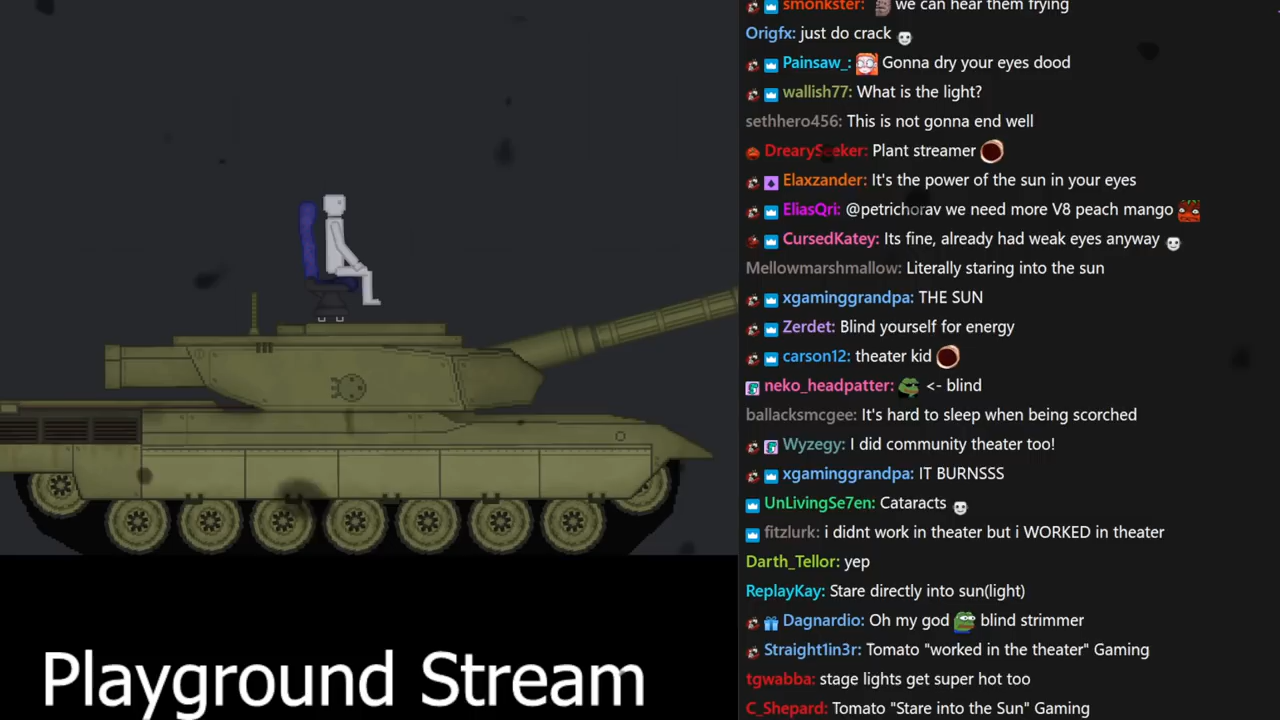 smonkster: we can hear them frying
Origfx: just do crack
Painsaw_: Gonna dry your eyes dood
wallish77: What is the light?
sethhero456: This is not gonna end well
DrearySeeker: Plant streamer
Elaxzander: It's the power of the sun in your eyes
EliasQri: @petrichorav we need more V8 peach mango
CursedKatey: Its fine, already had weak eyes anyway
Mellowmarshmallow: Literally staring into the sun
xgaminggrandpa: THE SUN
Zerdet: Blind yourself for energy
carson12: theater kid
neko_headpatter: <- blind
ballacksmcgee: It's hard to sleep when being scorched
Wyzegy: I did community theater too!
xgaminggrandpa: IT BURNSSS
UnLivingSe7en: Cataracts
fitzlurk: i didnt work in theater but i WORKED in theater
Darth_Tellor: yep
ReplayKay: Stare directly into sun(light)
Dagnardio: Oh my god blind strimmer
Straight1in3r: Tomato "worked in the theater" Gaming
tgwabba: stage lights get super hot too
C_Shepard: Tomato "Stare into the Sun" Gaming
Playground Stream